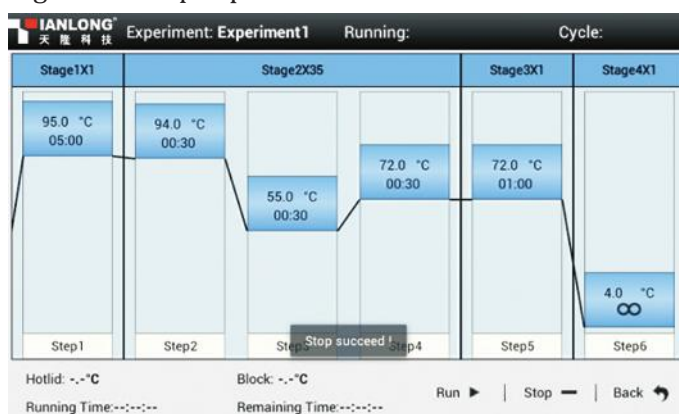 IANLONG
天隆科技
Experiment: Experiment1 Running: Cycle:
Stage1X1 Stage2X35 Stage3X1 Stage4X1
95.0 °C
05:00
94.0 °C
00:30
55.0 °C
00:30
72.0 °C
00:30
72.0 °C
01:00
4.0 °C
∞
Stop succeed !
Step1 Step2 Step4 Step5 Step6
Hotlid: -.-°C Block: -.-°C
Run Stop Back
Running Time:--:--:-- Remaining Time:--:--:--